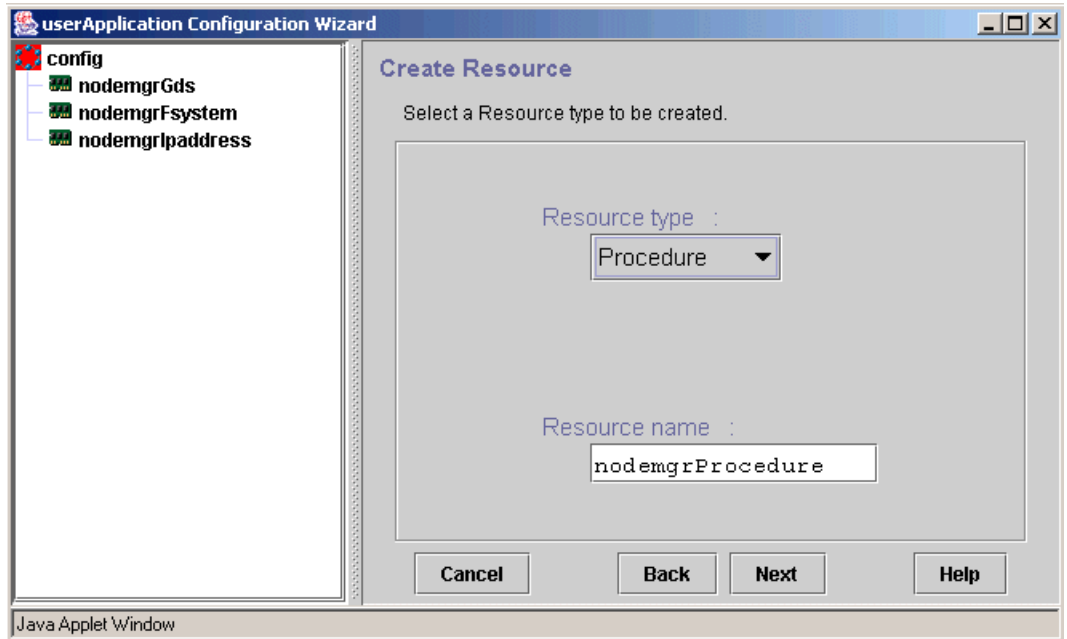 userApplication Configuration Wizard
config
nodemgrGds
nodemgrFsystem
nodemgrIpaddress
Create Resource
Select a Resource type to be created.
Resource type :
Procedure
Resource name :
nodemgrProcedure
Cancel Back Next Help
Java Applet Window